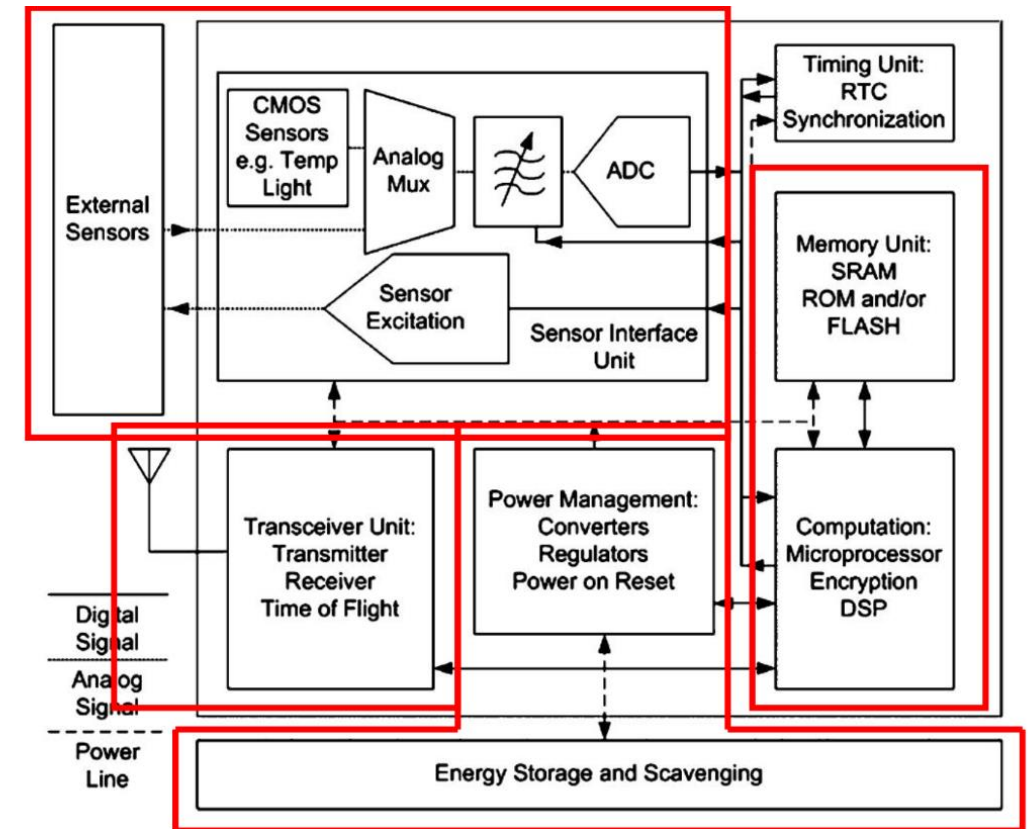 External
Sensors
CMOS
Sensors
e.g. Temp
Light
Analog
Mux
ADC
Sensor
Excitation
Sensor Interface
Unit
Timing Unit:
RTC
Synchronization
Memory Unit:
SRAM
ROM and/or
FLASH
Transceiver Unit:
Transmitter
Receiver
Time of Flight
Power Management:
Converters
Regulators
Power on Reset
Computation:
Microprocessor
Encryption
DSP
Digital
Signal
Analog
Signal
Power
Line
Energy Storage and Scavenging